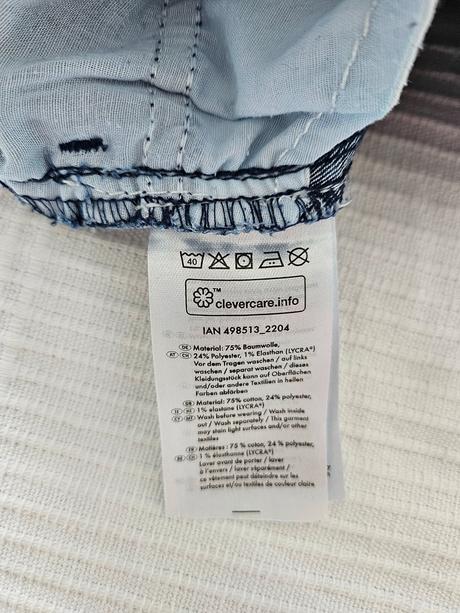 40
TM
clevercare.info
IAN 498513_2204
DE Material: 75% Baumwolle,
AT CH 24% Polyester, 1% Elasthan (LYCRA®)
Vor dem Tragen waschen / auf links
waschen / separat waschen / dieses
Kleidungsstück kann auf Oberflächen
und/oder andere Textilien in hellen
Farben abfärben
GB Material: 75% cotton, 24% polyester,
IE 1% elastane (LYCRA®)
CY MT Wash before wearing / Wash inside
out / Wash separately / This garment
may stain light surfaces and/or other
textiles
FR Matières : 75 % coton, 24 % polyester,
BE CH 1 % élasthanne (LYCRA®)
Laver avant de porter / laver
à l'envers / laver séparément /
ce vêtement peut déteindre sur les
surfaces et/ou textiles de couleur claire